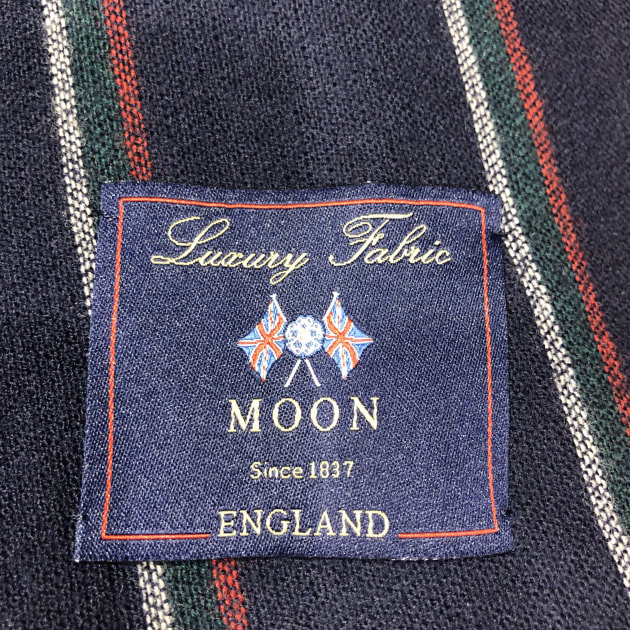 Luxury Fabric
MOON
Since 1837
ENGLAND